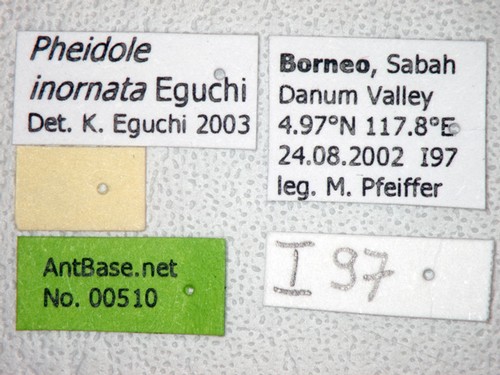 Pheidole
inornata Eguchi
Det. K. Eguchi 2003
Borneo, Sabah
Danum Valley
4.97°N 117.8°E
24.08.2002 I97
leg. M. Pfeiffer
AntBase.net
No. 00510
I 97